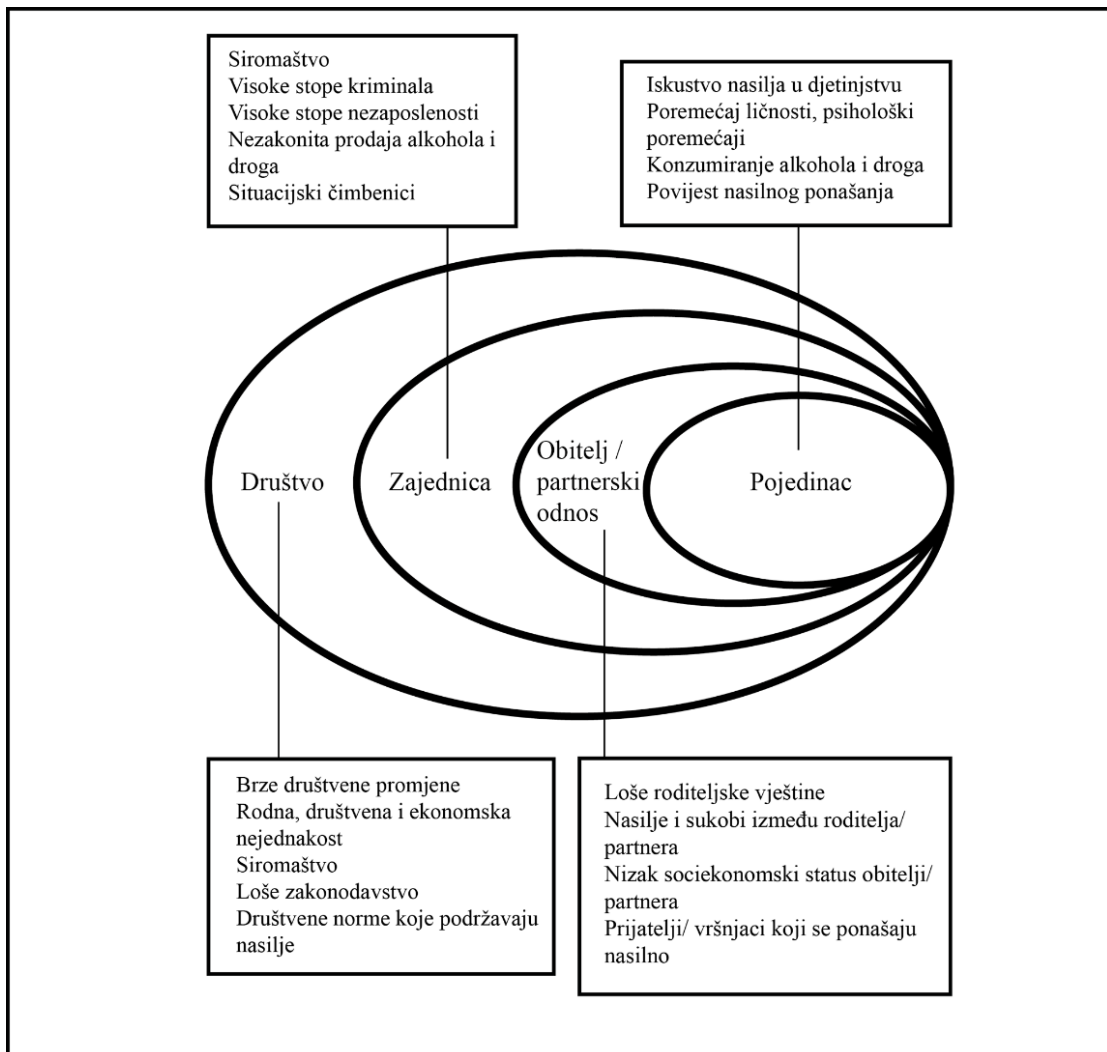 Siromaštvo
Visoke stope kriminala
Visoke stope nezaposlenosti
Nezakonita prodaja alkohola i
droga
Situacijski čimbenici
Iskustvo nasilja u djetinjstvu
Poremećaj ličnosti, psihološki
poremećaji
Konzumiranje alkohola i droga
Povijest nasilnog ponašanja
Društvo
Zajednica
Obitelj /
partnerski
odnos
Pojedinac
Brze društvene promjene
Rodna, društvena i ekonomska
nejednakost
Siromaštvo
Loše zakonodavstvo
Društvene norme koje podržavaju
nasilje
Loše roditeljske vještine
Nasilje i sukobi između roditelja/
partnera
Nizak sociekonomski status obitelji/
partnera
Prijatelji/ vršnjaci koji se ponašaju
nasilno